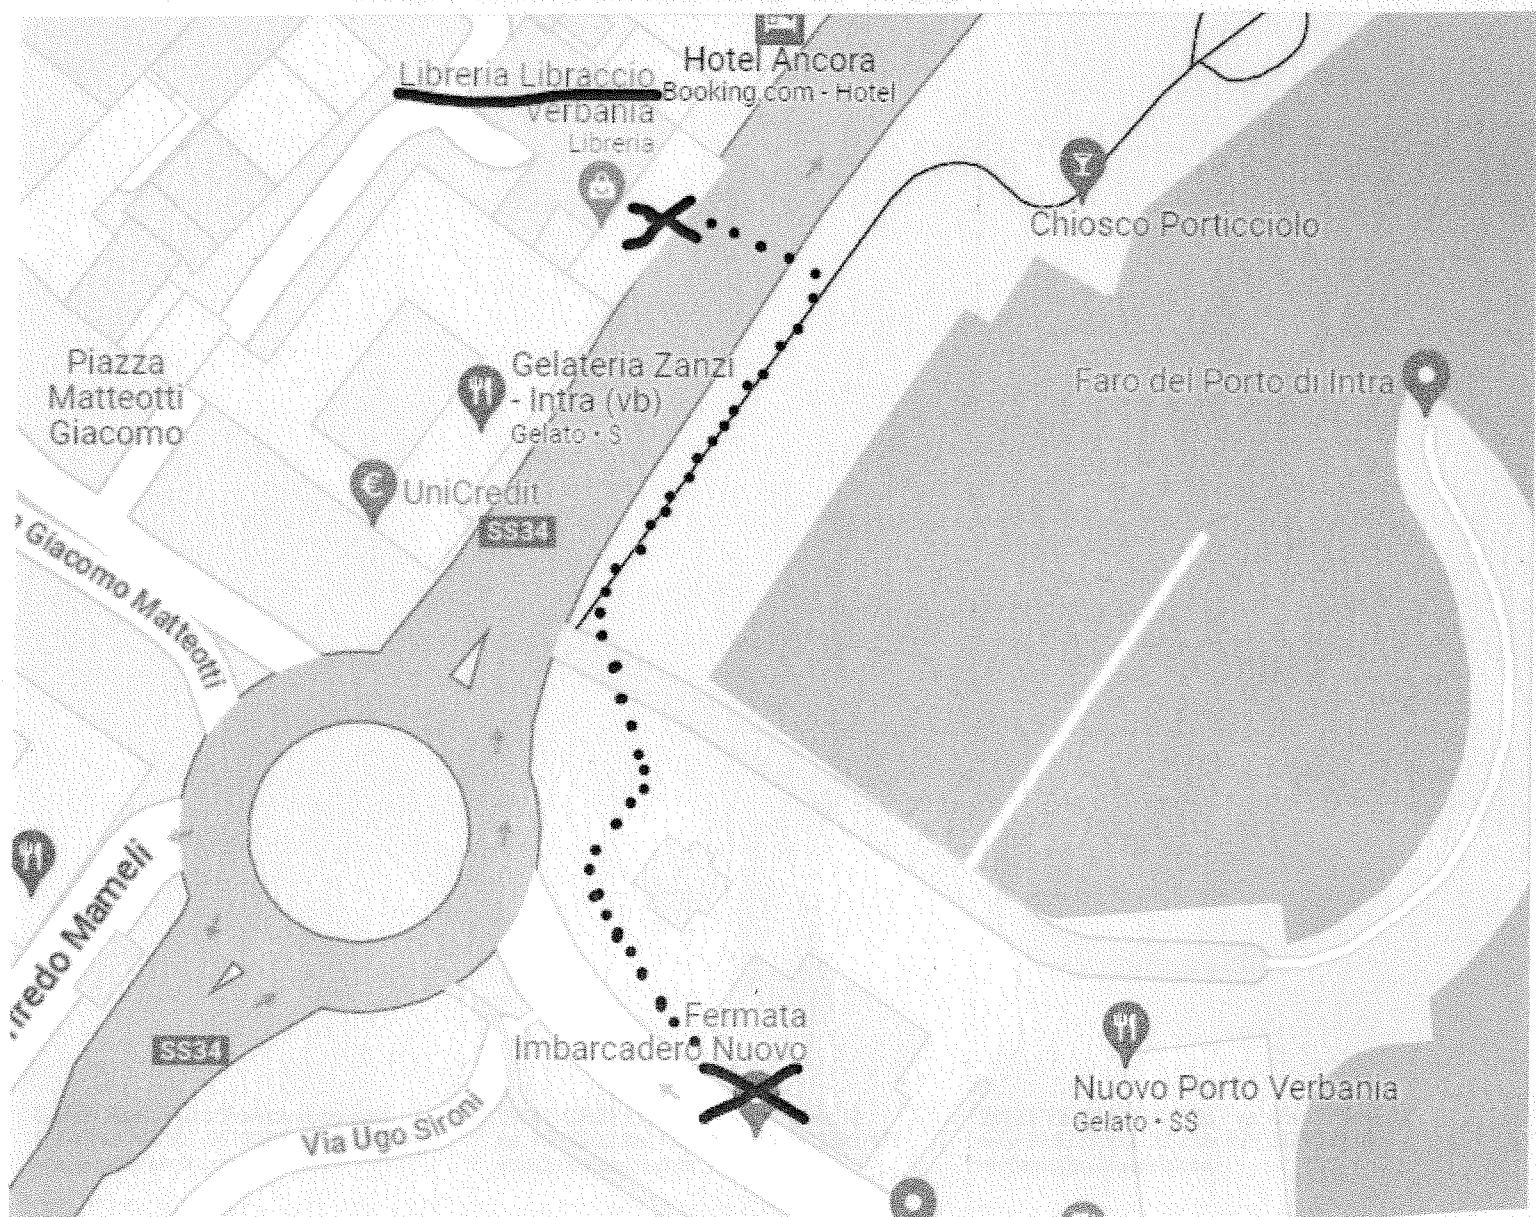 Hotel Ancora
Booking.com - Hotel
Libreria Libraccio
Verbania
Libreria
Chiosco Porticciolo
Faro del Porto di Intra
Piazza
Matteotti
Giacomo
Gelateria Zanzi
- Intra (vb)
Gelato · $
UniCredit
SS34
Giacomo Matteotti
Alfredo Mameli
SS34
Fermata
Imbarcadero Nuovo
Via Ugo Sironi
Nuovo Porto Verbania
Gelato · $$